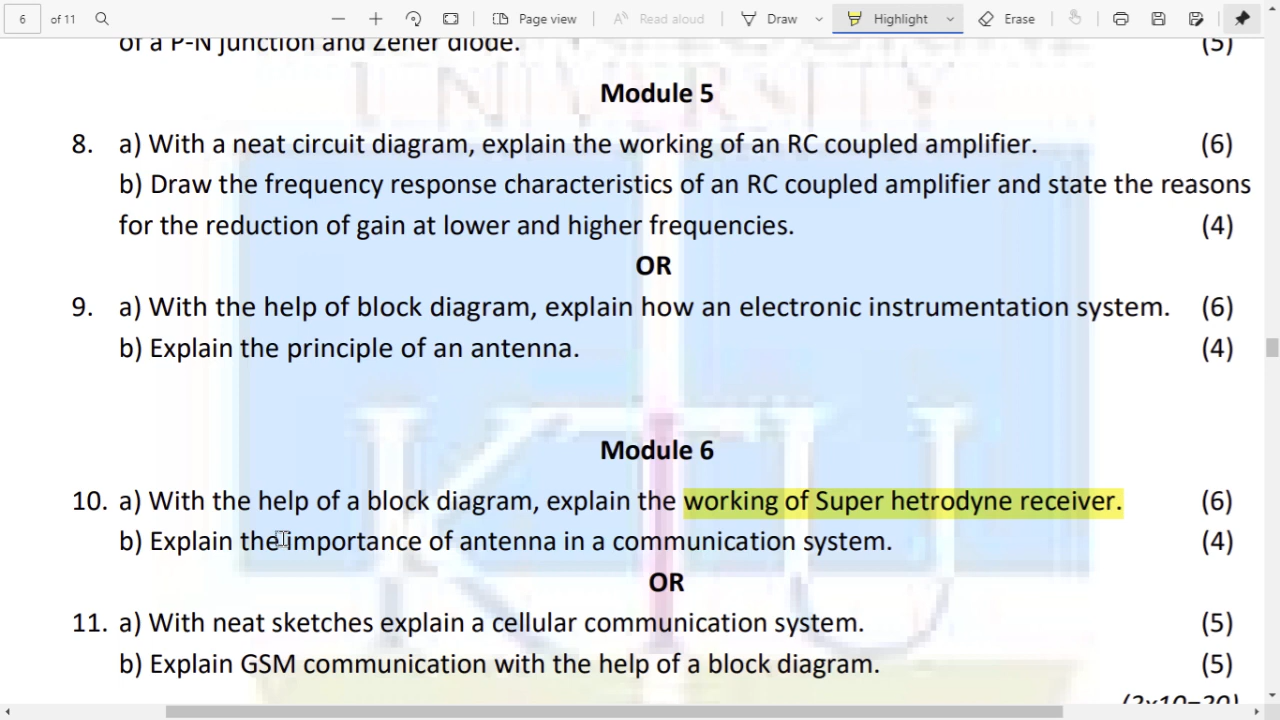 6 of 11 Page view Read aloud Draw Highlight Erase
of a P-N junction and Zener diode. (5)
UNIVERSITY
Module 5
8. a) With a neat circuit diagram, explain the working of an RC coupled amplifier. (6)
b) Draw the frequency response characteristics of an RC coupled amplifier and state the reasons
for the reduction of gain at lower and higher frequencies. (4)
OR
9. a) With the help of block diagram, explain how an electronic instrumentation system. (6)
b) Explain the principle of an antenna. (4)
KTU
Module 6
10. a) With the help of a block diagram, explain the working of Super hetrodyne receiver. (6)
b) Explain the importance of antenna in a communication system. (4)
OR
11. a) With neat sketches explain a cellular communication system. (5)
b) Explain GSM communication with the help of a block diagram. (5)
(2x10=20)